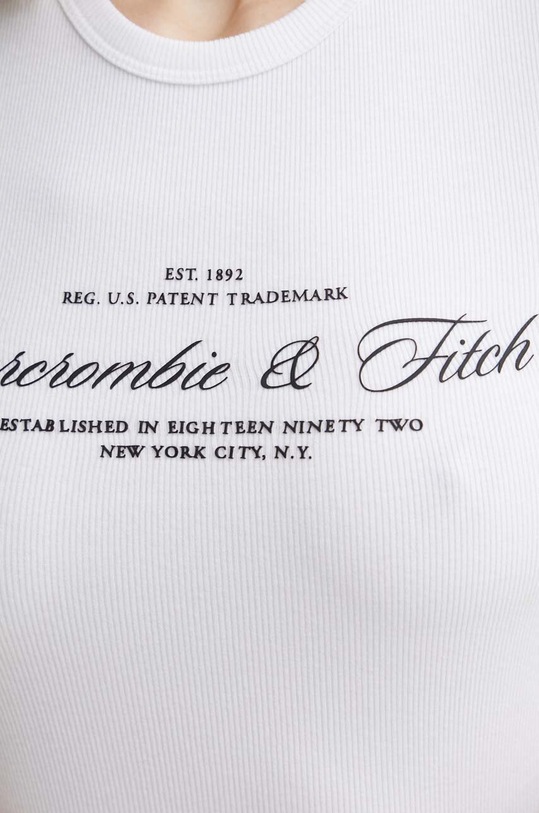 EST. 1892
REG. U.S. PATENT TRADEMARK
rcrombie & Fitch
ESTABLISHED IN EIGHTEEN NINETY TWO
NEW YORK CITY, N.Y.